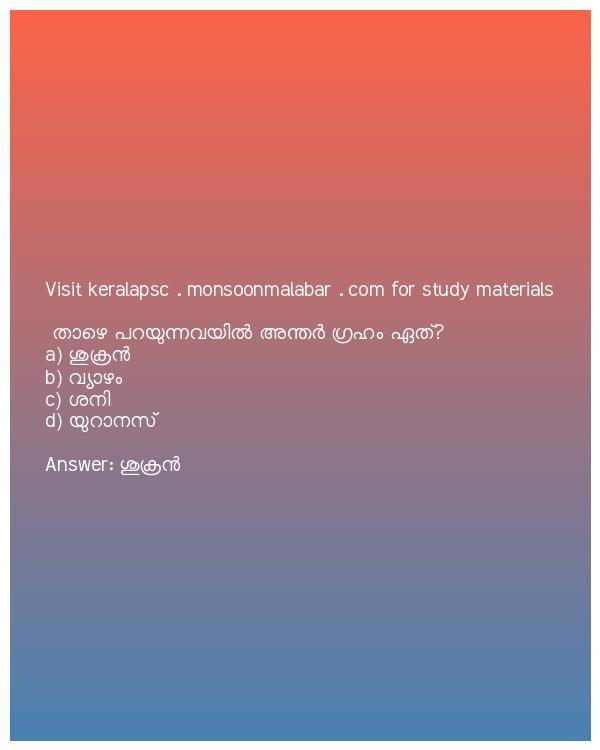 Visit keralapsc . monsoonmalabar . com for study materials
താഴെ പറയുന്നവയിൽ അന്തർ ഗ്രഹം ഏത്?
a) ശുക്രൻ
b) വ്യാഴം
c) ശനി
d) യുറാനസ്
Answer: ശുക്രൻ